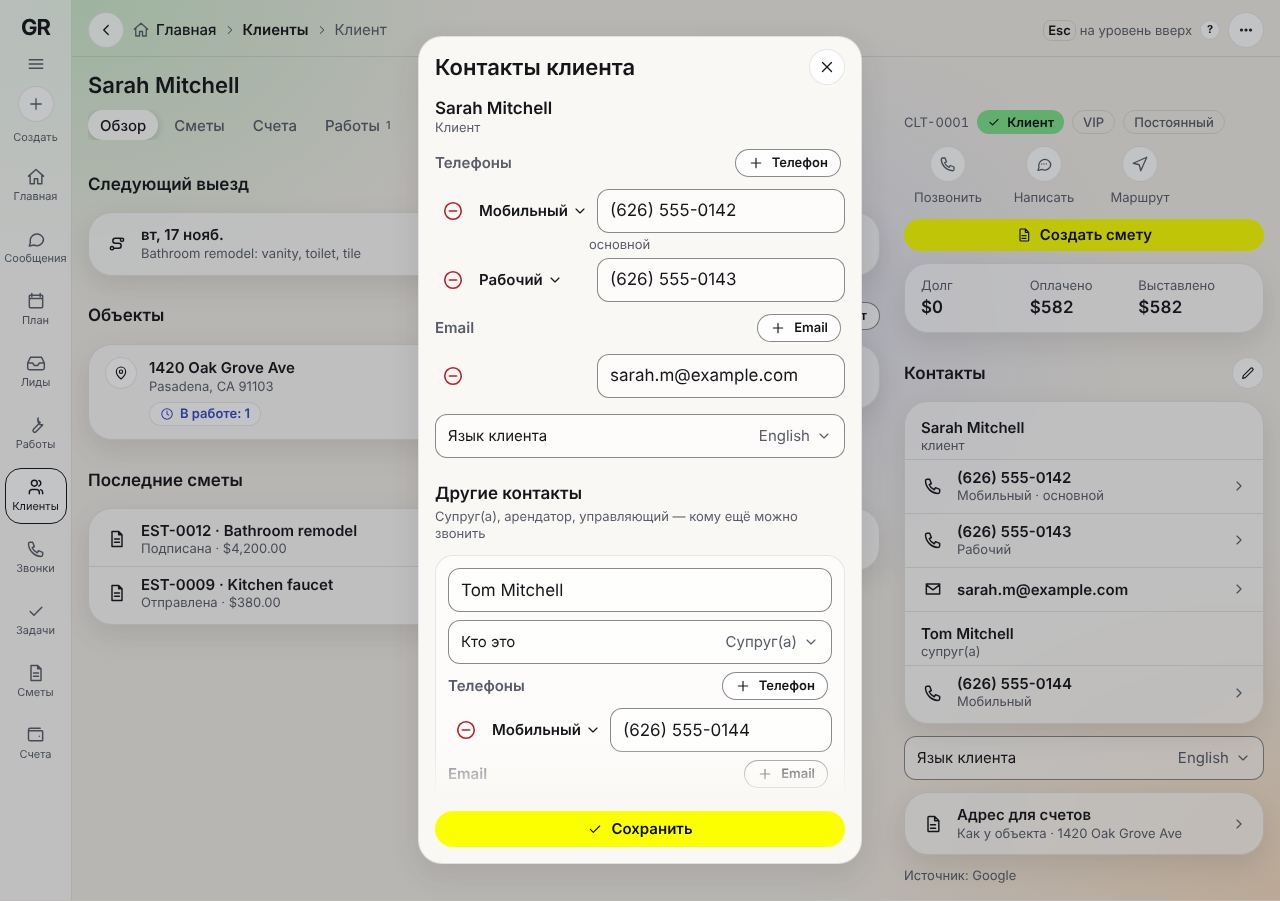 GR
Главная
Клиенты
Клиент
Esc на уровень вверх ?
Sarah Mitchell
Обзор
Сметы
Счета
Работы 1
Создать
Главная
Сообщения
План
Лиды
Работы
Клиенты
Звонки
Задачи
Сметы
Счета
Следующий выезд
вт, 17 нояб.
Bathroom remodel: vanity, toilet, tile
Объекты
1420 Oak Grove Ave
Pasadena, CA 91103
В работе: 1
Последние сметы
EST-0012 · Bathroom remodel
Подписана · $4,200.00
EST-0009 · Kitchen faucet
Отправлена · $380.00
Контакты клиента
Sarah Mitchell
Клиент
Телефоны
Телефон
Мобильный
(626) 555-0142
основной
Рабочий
(626) 555-0143
Email
Email
sarah.m@example.com
Язык клиента
English
Другие контакты
Супруг(а), арендатор, управляющий — кому ещё можно
звонить
Tom Mitchell
Кто это
Супруг(а)
Телефоны
Телефон
Мобильный
(626) 555-0144
Email
Email
Сохранить
т
CLT-0001
Клиент
VIP
Постоянный
Позвонить
Написать
Маршрут
Создать смету
Долг
Оплачено
Выставлено
$0
$582
$582
Контакты
Sarah Mitchell
клиент
(626) 555-0142
Мобильный · основной
(626) 555-0143
Рабочий
sarah.m@example.com
Tom Mitchell
супруг(а)
(626) 555-0144
Мобильный
Язык клиента
English
Адрес для счетов
Как у объекта · 1420 Oak Grove Ave
Источник: Google